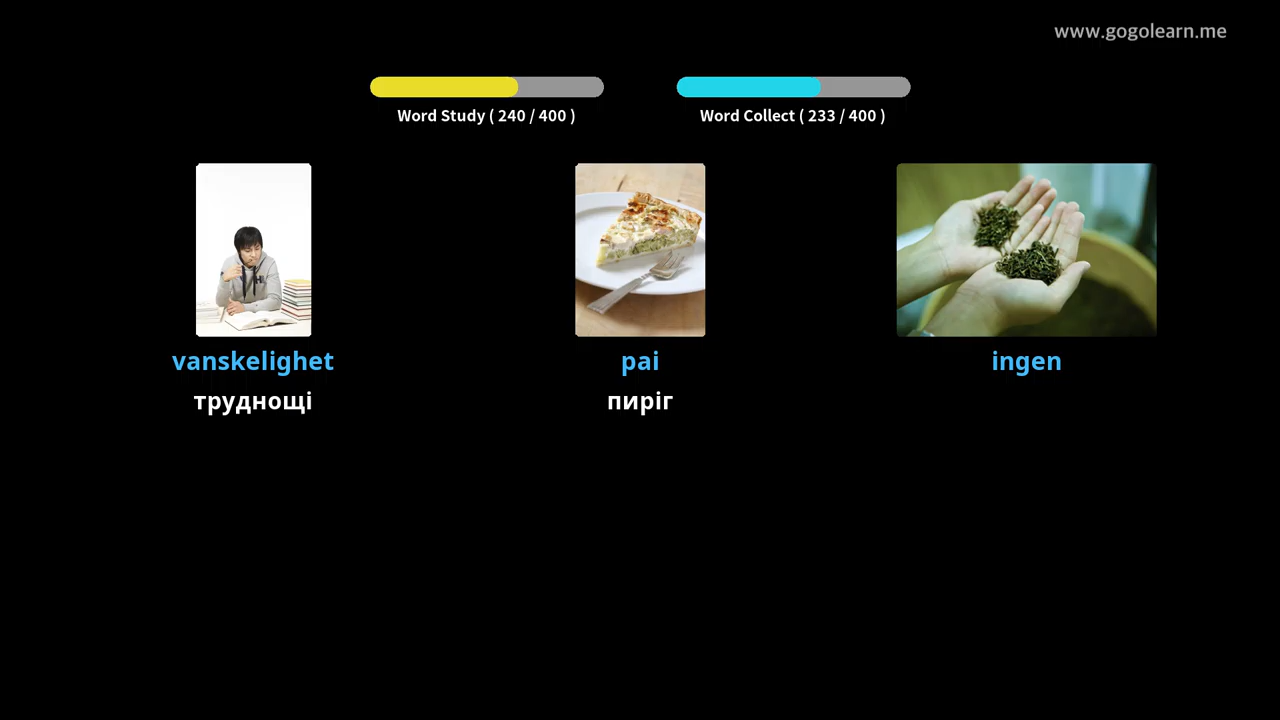 www.gogolearn.me
Word Study ( 240 / 400 )
Word Collect ( 233 / 400 )
vanskelighet
pai
ingen
труднощі
пиріг